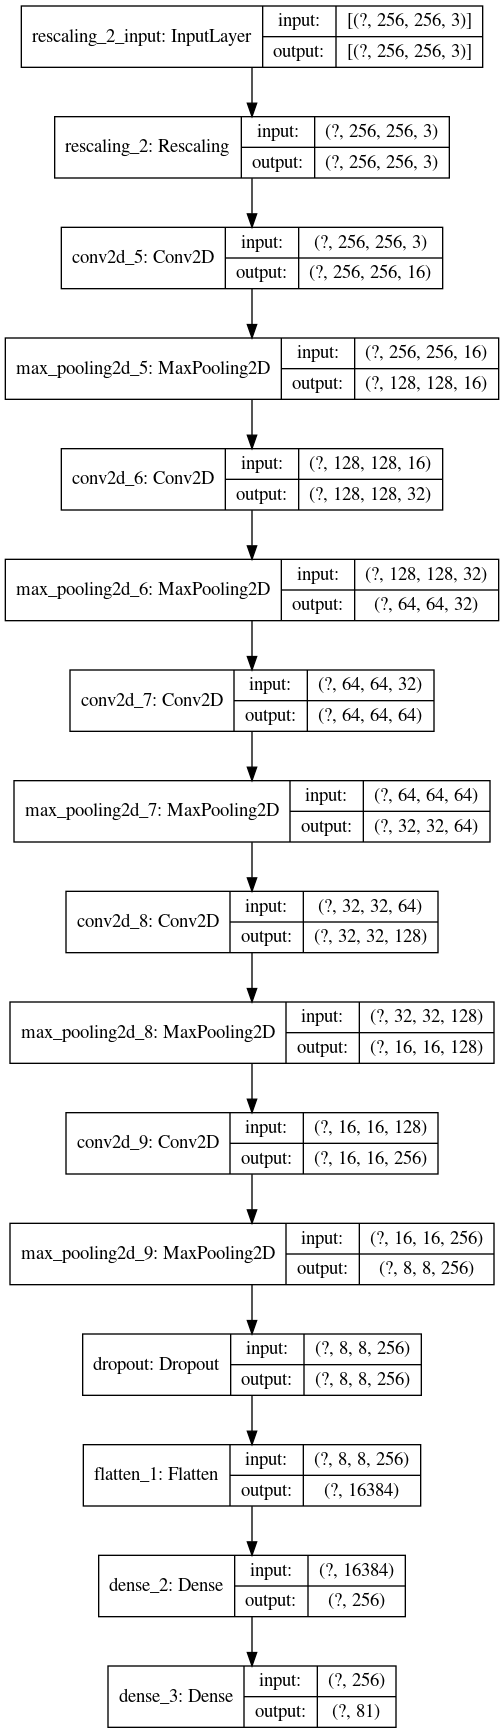 rescaling_2_input: InputLayer
input: [(?, 256, 256, 3)]
output: [(?, 256, 256, 3)]
rescaling_2: Rescaling
input: (?, 256, 256, 3)
output: (?, 256, 256, 3)
conv2d_5: Conv2D
input: (?, 256, 256, 3)
output: (?, 256, 256, 16)
max_pooling2d_5: MaxPooling2D
input: (?, 256, 256, 16)
output: (?, 128, 128, 16)
conv2d_6: Conv2D
input: (?, 128, 128, 16)
output: (?, 128, 128, 32)
max_pooling2d_6: MaxPooling2D
input: (?, 128, 128, 32)
output: (?, 64, 64, 32)
conv2d_7: Conv2D
input: (?, 64, 64, 32)
output: (?, 64, 64, 64)
max_pooling2d_7: MaxPooling2D
input: (?, 64, 64, 64)
output: (?, 32, 32, 64)
conv2d_8: Conv2D
input: (?, 32, 32, 64)
output: (?, 32, 32, 128)
max_pooling2d_8: MaxPooling2D
input: (?, 32, 32, 128)
output: (?, 16, 16, 128)
conv2d_9: Conv2D
input: (?, 16, 16, 128)
output: (?, 16, 16, 256)
max_pooling2d_9: MaxPooling2D
input: (?, 16, 16, 256)
output: (?, 8, 8, 256)
dropout: Dropout
input: (?, 8, 8, 256)
output: (?, 8, 8, 256)
flatten_1: Flatten
input: (?, 8, 8, 256)
output: (?, 16384)
dense_2: Dense
input: (?, 16384)
output: (?, 256)
dense_3: Dense
input: (?, 256)
output: (?, 81)